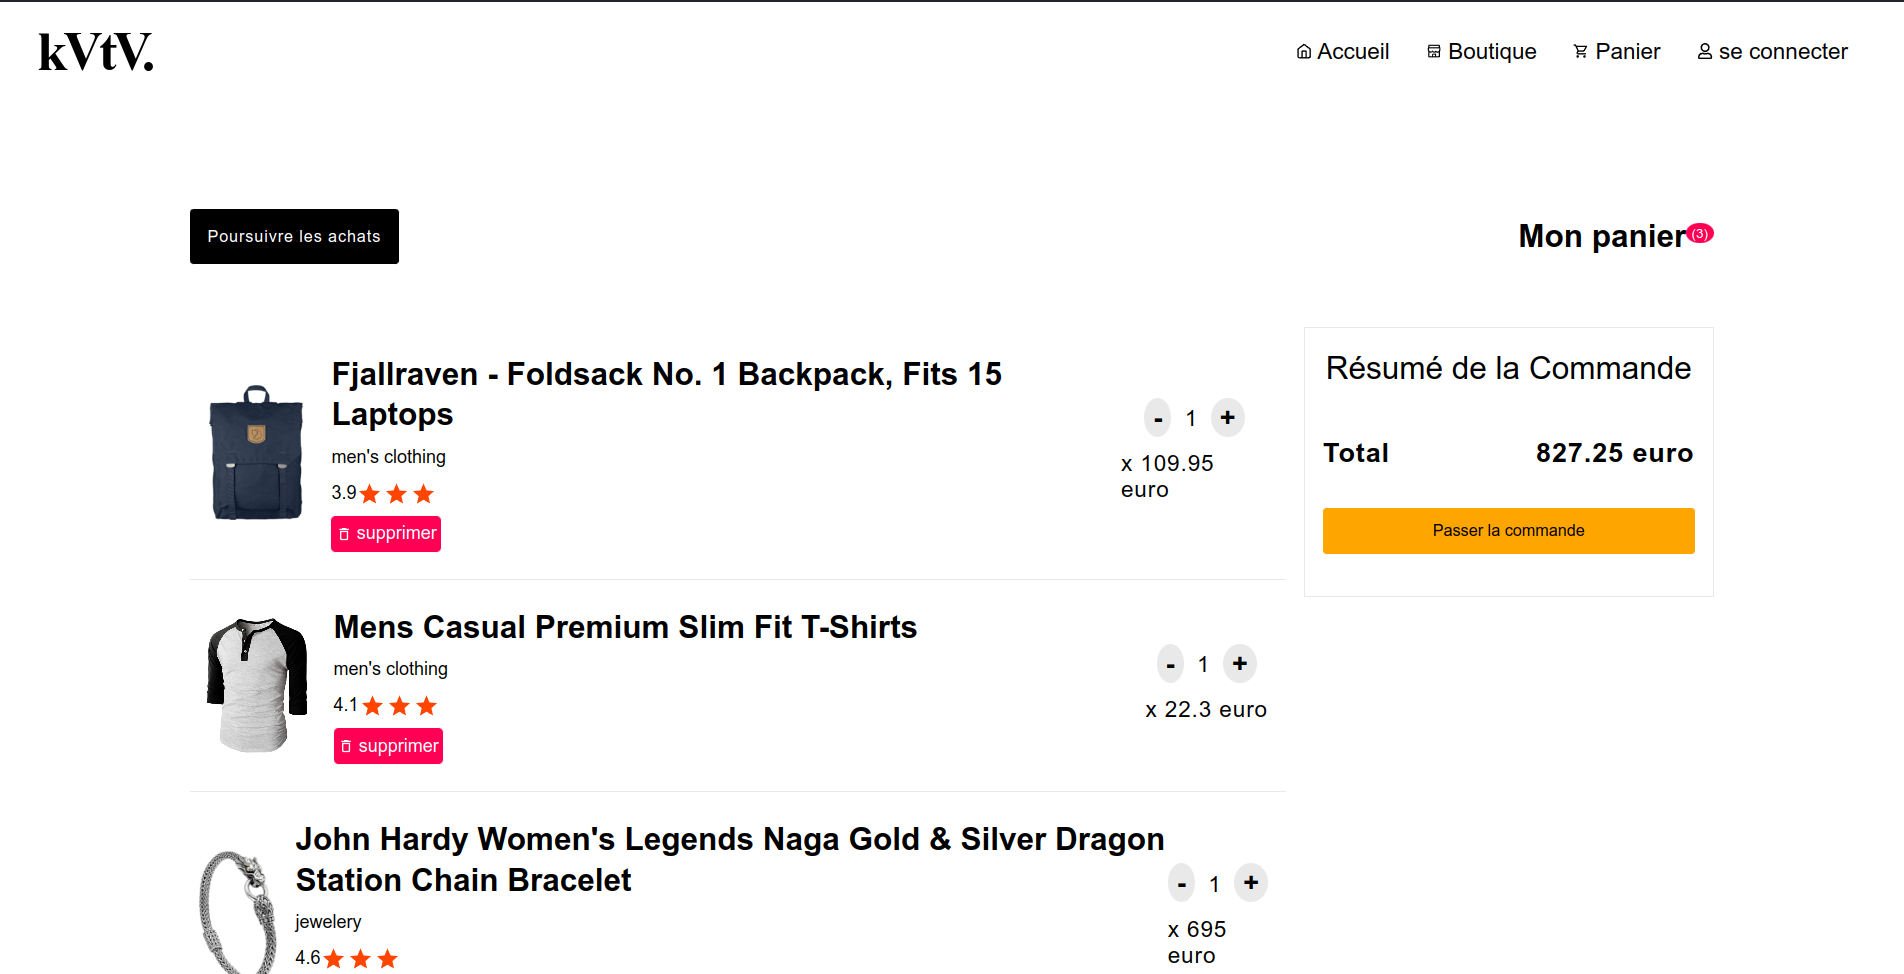 kVtV.
Accueil
Boutique
Panier
se connecter
Poursuivre les achats
Mon panier (3)
Fjallraven - Foldsack No. 1 Backpack, Fits 15
Laptops
men's clothing
3.9
supprimer
- 1 +
x 109.95
euro
Résumé de la Commande
Total 827.25 euro
Passer la commande
Mens Casual Premium Slim Fit T-Shirts
men's clothing
4.1
supprimer
- 1 +
x 22.3 euro
John Hardy Women's Legends Naga Gold & Silver Dragon
Station Chain Bracelet
jewelery
4.6
- 1 +
x 695
euro